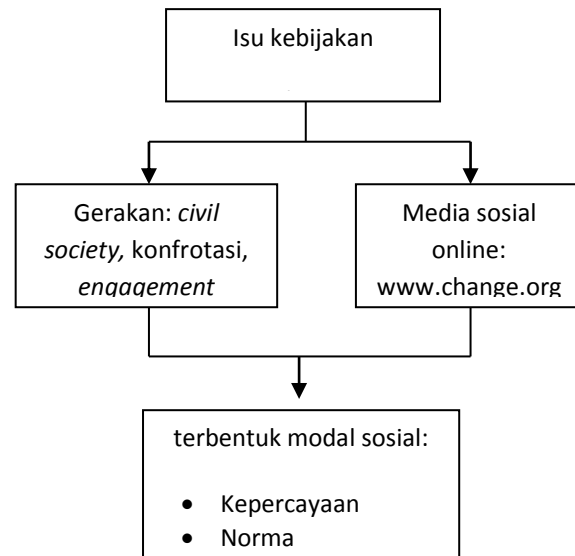 Isu kebijakan
Gerakan: civil
society, konfrotasi,
engagement
Media sosial
online:
www.change.org
terbentuk modal sosial:
• Kepercayaan
• Norma